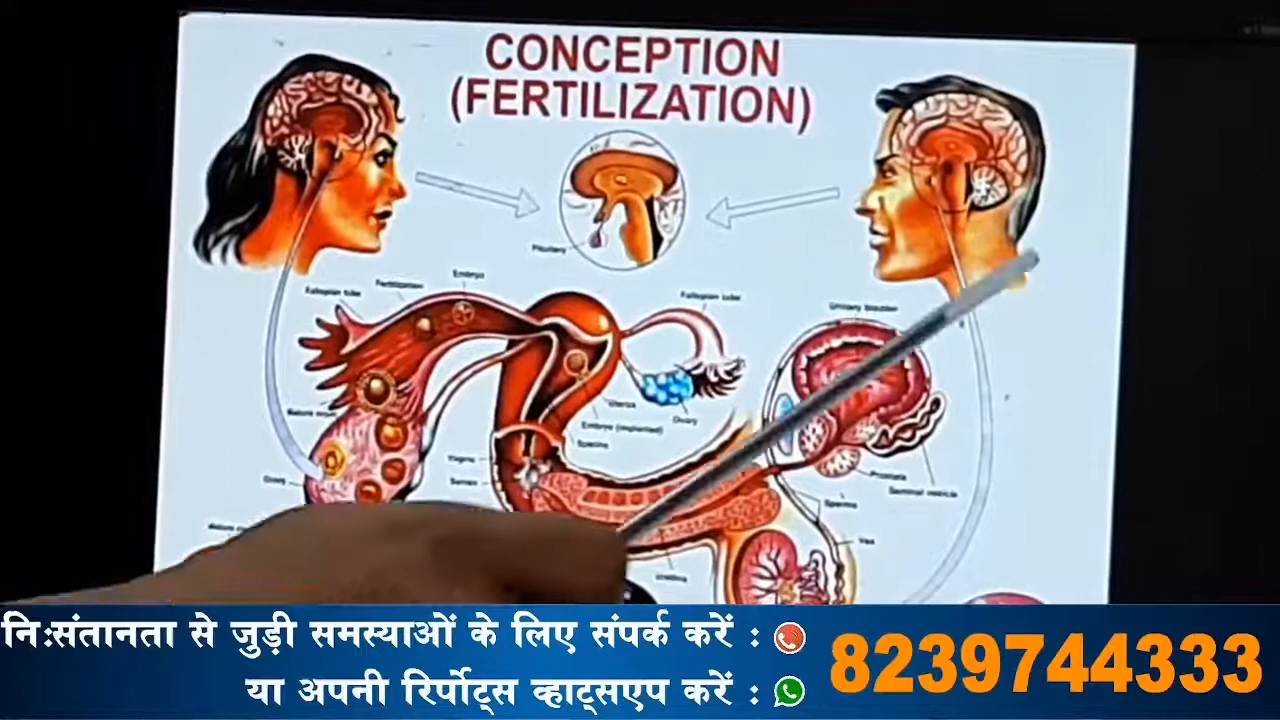 CONCEPTION
(FERTILIZATION)
Pituitary
Embryo
Fertilization
Fallopian tube
Fallopian tube
Urinary bladder
Uterus
Ovary
Embryo (implanted)
Sperms
Vagina
Semen
Ovary
Prostate
Seminal vesicle
Sperms
Vas
Urethra
निःसंतानता से जुड़ी समस्याओं के लिए संपर्क करें :
या अपनी रिपोर्ट्स व्हाट्सएप करें :
8239744333